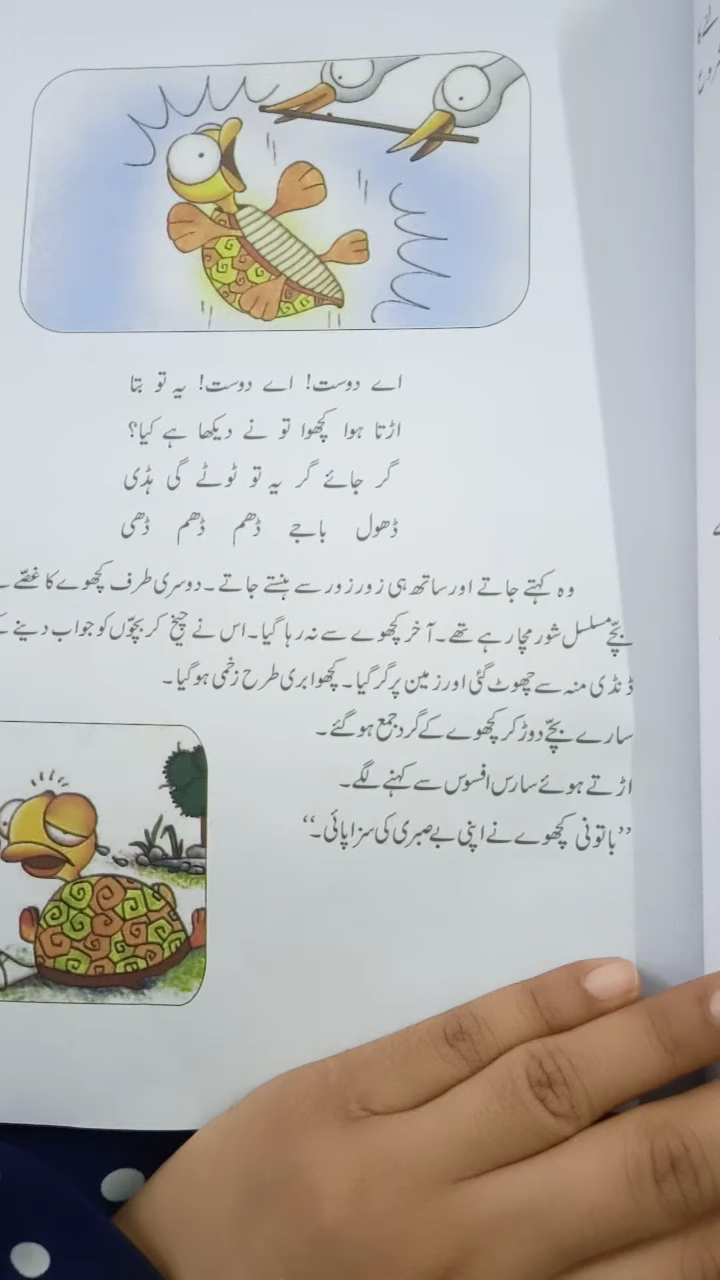 اے دوست! اے دوست! یہ تو بتا
اڑتا ہوا کچھوا تو نے دیکھا ہے کیا؟
گر جائے گر یہ تو ٹوٹے گی ہڈی
ڈھول باجے ڈھم ڈھم ڈھی
وہ کہتے جاتے اور ساتھ ہی زور زور سے ہنستے جاتے۔ دوسری طرف کچھوے کا غصّے
بچّے مسلسل شور مچا رہے تھے۔ آخر کچھوے سے نہ رہا گیا۔ اس نے چیخ کر بچّوں کو جواب دینے
ڈنڈی منہ سے چھوٹ گئی اور زمین پر گر گیا۔ کچھوا بری طرح زخمی ہو گیا۔
سارے بچّے دوڑ کر کچھوے کے گرد جمع ہو گئے۔
اڑتے ہوئے سارس افسوس سے کہنے لگے۔
”باتونی کچھوے نے اپنی بے صبری کی سزا پائی۔“